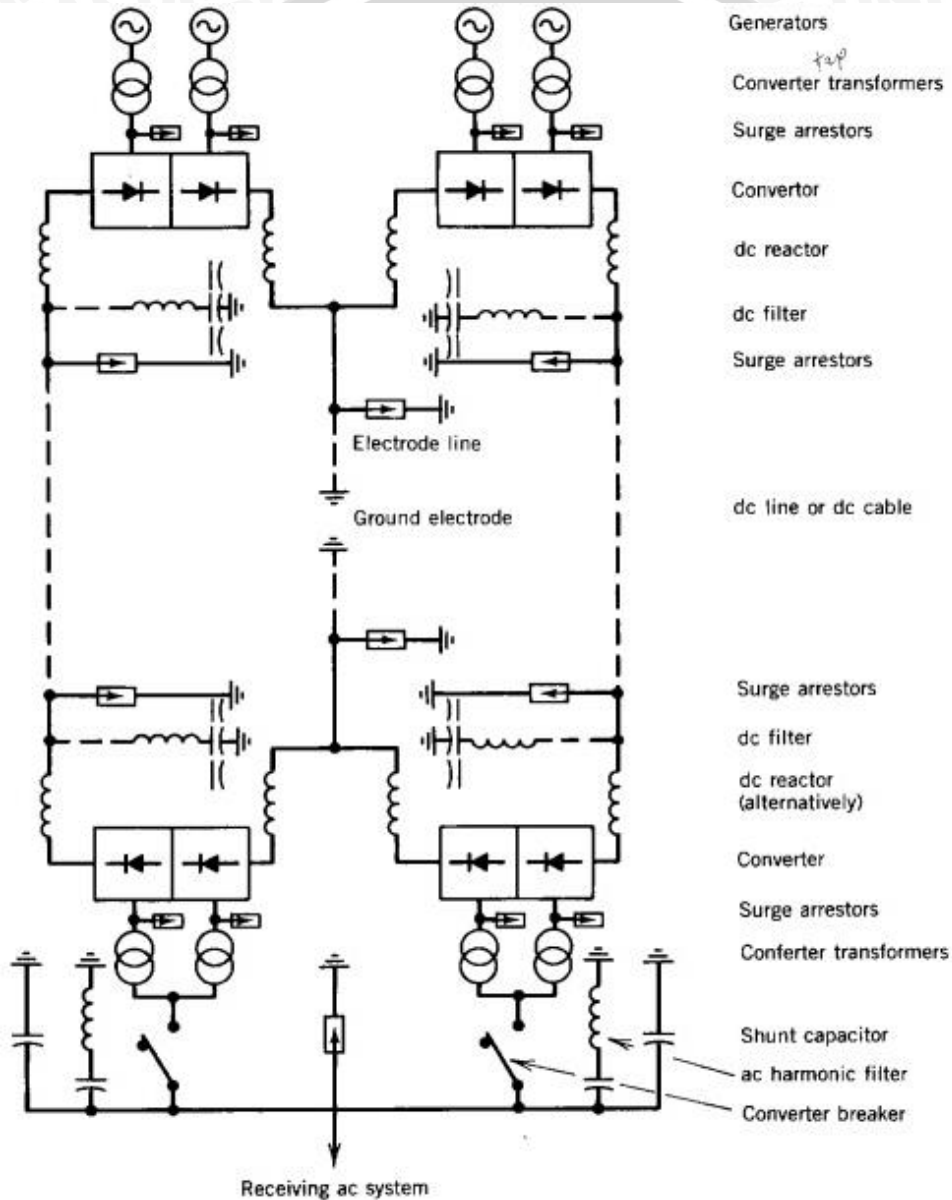 Generators
tap
Converter transformers
Surge arrestors
Convertor
dc reactor
dc filter
Surge arrestors
Electrode line
Ground electrode
dc line or dc cable
Surge arrestors
dc filter
dc reactor
(alternatively)
Converter
Surge arrestors
Conferter transformers
Shunt capacitor
ac harmonic filter
Converter breaker
Receiving ac system